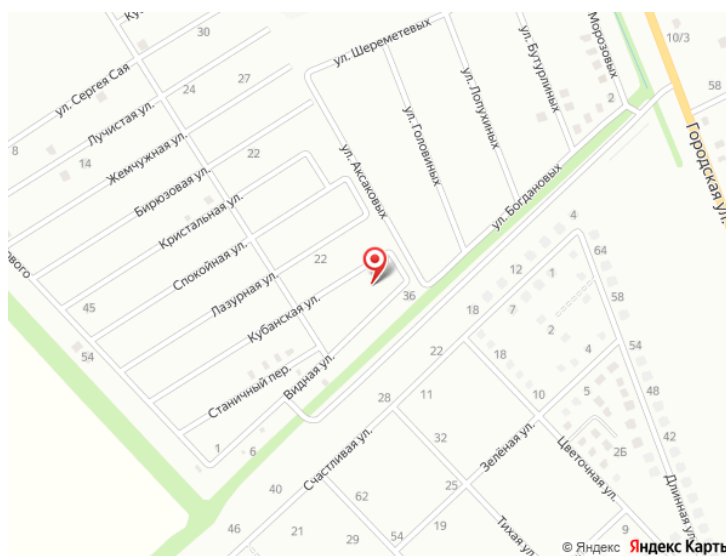 Ку
30
ул. Шереметевых
ул. Бутурлиных
Морозовых
10/3
58
ул. Сергея Сая
24
27
ул. Лопухиных
2
Лучистая ул.
8
14
Жемчужная ул.
22
ул. Головиных
Городская ул.
Бирюзовая ул.
ул. Аксаковых
ул. Богдановых
Кристальная ул.
4
ового
Спокойная ул.
22
64
45
Лазурная ул.
36
12
7
58
54
Кубанская ул.
18
2
54
22
18
4
Станичный пер.
Видная ул.
10
5
48
28
11
1
6
32
Зелёная ул.
2Б
42
Счастливая ул.
Цветочная ул.
40
62
25
Длинная ул.
46
21
29
54
19
Тихая ул.
9
© Яндекс Яндекс Карты